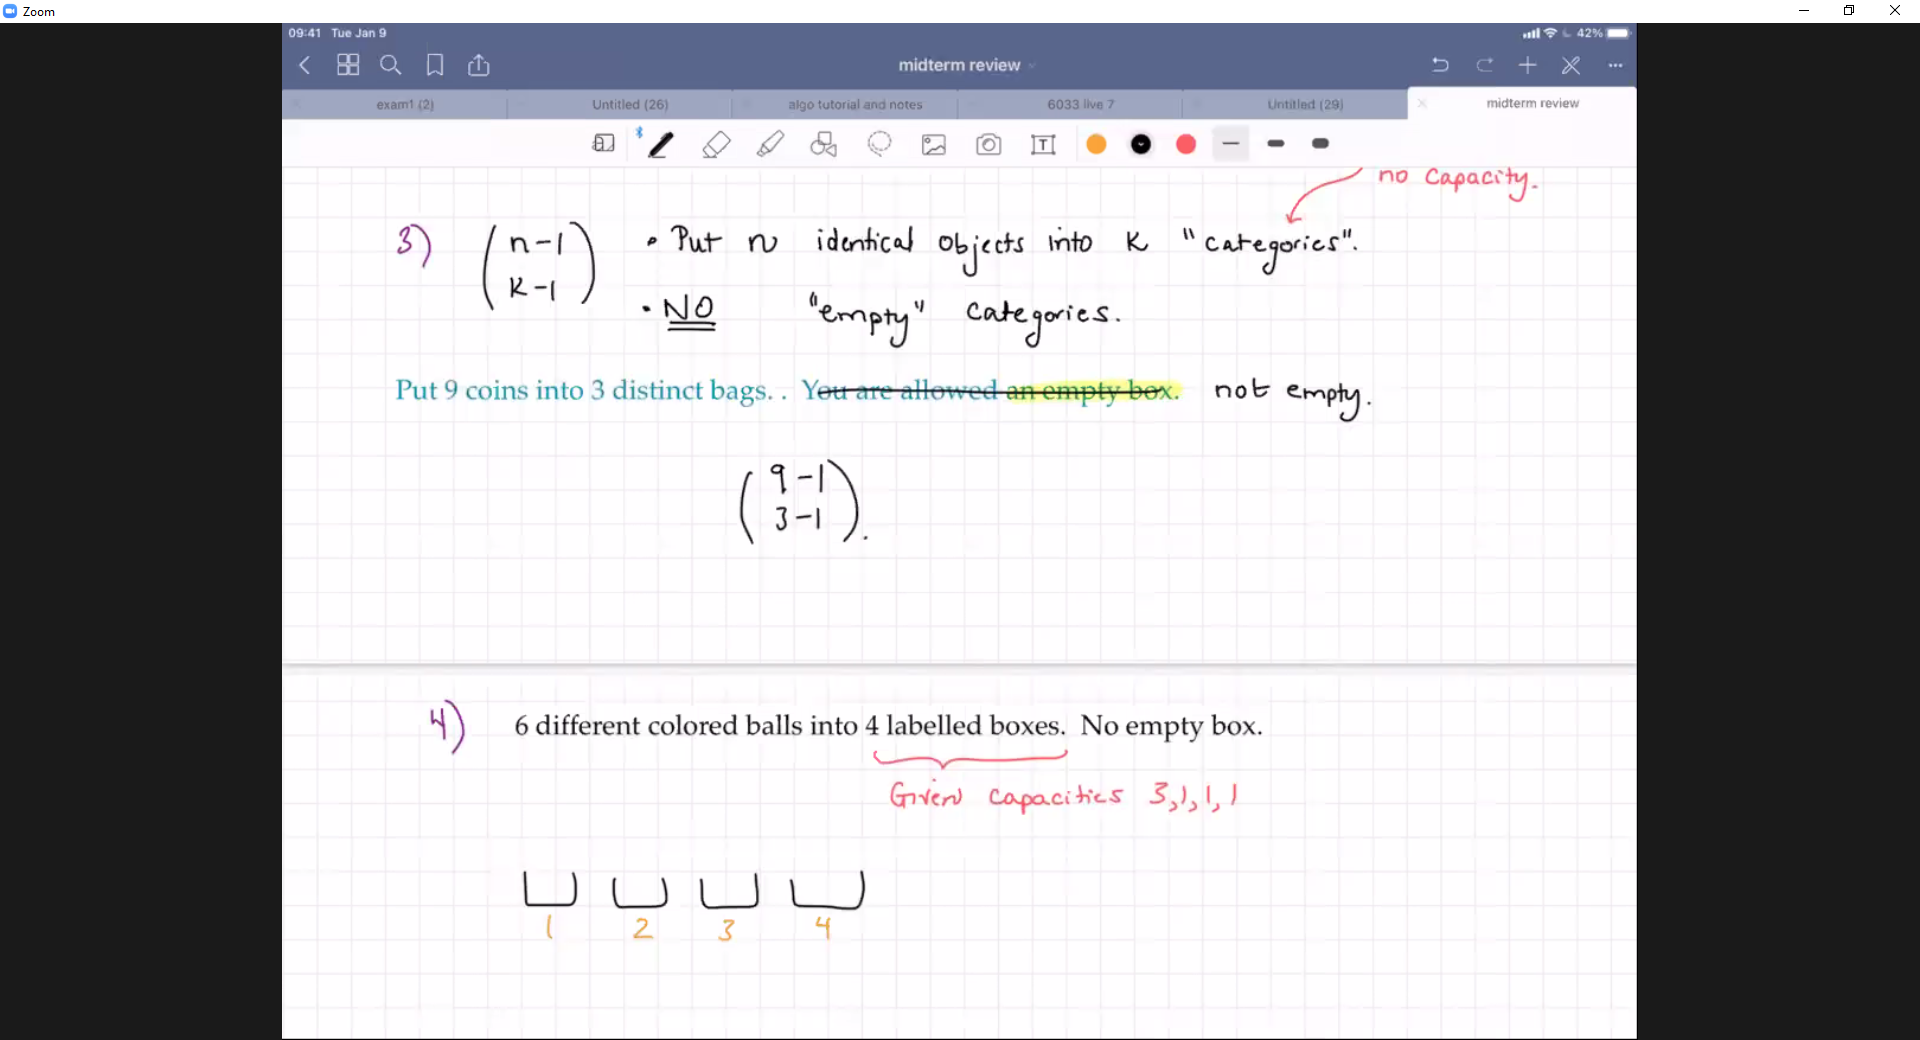 Zoom
09:41 Tue Jan 9
42%
midterm review
exam1 (2)
Untitled (26)
algo tutorial and notes
6033 live 7
Untitled (29)
midterm review
no capacity.
3) (n-1
k-1) • Put n identical objects into k "categories".
• NO "empty" categories.
Put 9 coins into 3 distinct bags. . You are allowed an empty box. not empty.
(9-1
3-1).
4) 6 different colored balls into 4 labelled boxes. No empty box.
Given capacities 3,1,1,1
1 2 3 4